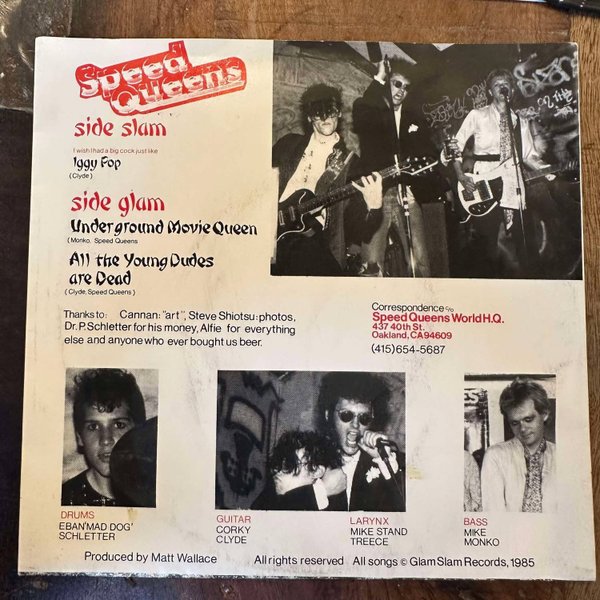 Speed
Queens
side slam
I wish I had a big cock just like
Iggy Pop
(Clyde)
side glam
Underground Movie Queen
(Monko, Speed Queens
All the Young Dudes
are Dead
(Clyde, Speed Queens)
Thanks to: Cannan: "art", Steve Shiotsu: photos,
Dr. P. Schletter for his money, Alfie for everything
else and anyone who ever bought us beer.
Correspondence c/o
Speed Queens World H.Q.
437 40th St.
Oakland, CA 94609
(415) 654-5687
DRUMS
EBAN'MAD DOG'
SCHLETTER
GUITAR
CORKY
CLYDE
LARYNX
MIKE STAND
TREECE
BASS
MIKE
MONKO
Produced by Matt Wallace
All rights reserved
All songs © Glam Slam Records, 1985